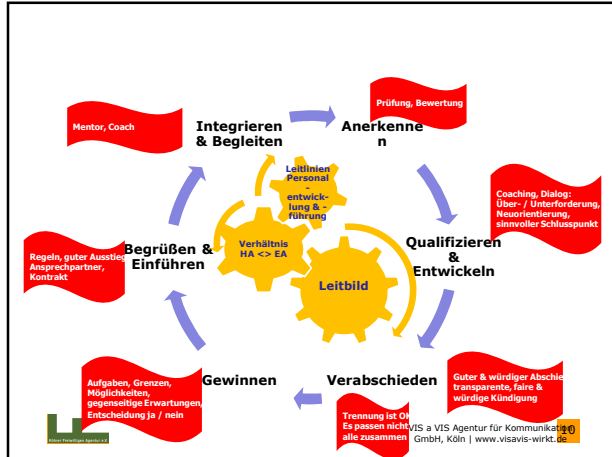 Prüfung, Bewertung
Mentor, Coach
Integrieren
& Begleiten
Anerkenne
n
Leitlinien
Personal
-
entwick-
lung & -
führung
Coaching, Dialog:
Über- / Unterforderung,
Neuorientierung,
sinnvoller Schlusspunkt
Regeln, guter Ausstieg
Ansprechpartner,
Kontrakt
Begrüßen &
Einführen
Verhältnis
HA <> EA
Qualifizieren
&
Entwickeln
Leitbild
Aufgaben, Grenzen,
Möglichkeiten,
gegenseitige Erwartungen,
Entscheidung ja / nein
Gewinnen
Verabschieden
Guter & würdiger Abschie
transparente, faire &
würdige Kündigung
Trennung ist OK
Es passen nicht
alle zusammen
VIS a VIS Agentur für Kommunikation
GmbH, Köln | www.visavis-wirkt.de
10
Kölner Freiwilligen Agentur e.V.